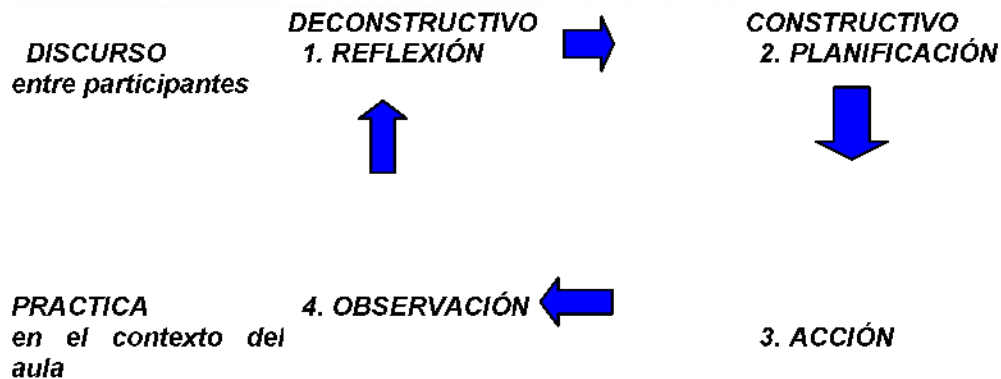 DECONSTRUCTIVO CONSTRUCTIVO
DISCURSO 1. REFLEXIÓN 2. PLANIFICACIÓN
entre participantes
PRACTICA 4. OBSERVACIÓN
en el contexto del 3. ACCIÓN
aula